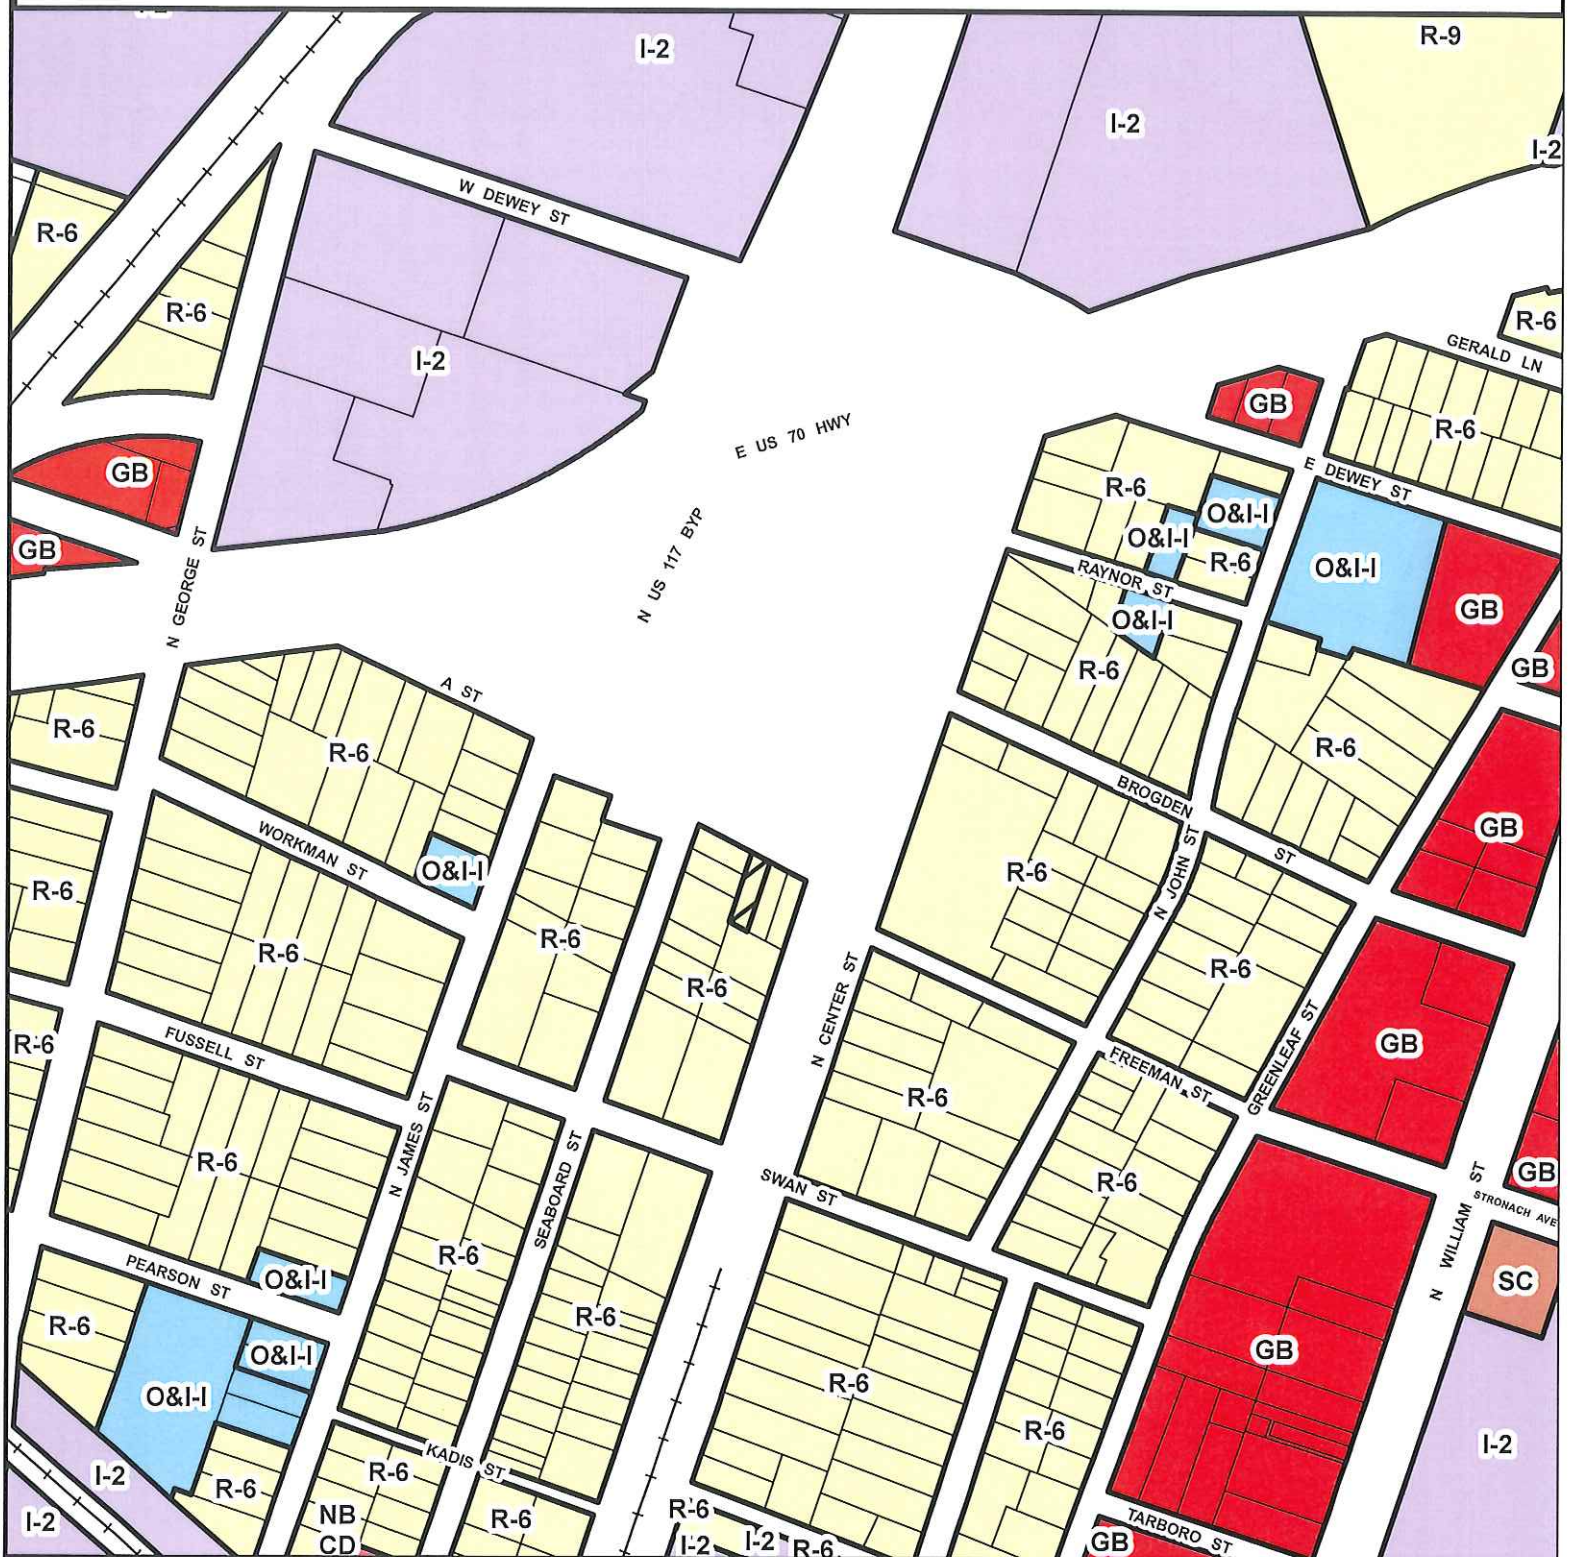 I-2
R-9
I-2
I-2
W DEWEY ST
R-6
R-6
I-2
R-6
GERALD LN
GB
R-6
E US 70 HWY
GB
E DEWEY ST
R-6
O&I-I
O&I-I
GB
N US 117 BYP
R-6
O&I-I
RAYNOR ST
GB
N GEORGE ST
O&I-I
GB
R-6
A ST
R-6
R-6
R-6
BROGDEN ST
GB
WORKMAN ST
O&I-I
R-6
N JOHN ST
R-6
R-6
R-6
R-6
R-6
N CENTER ST
GREENLEAF ST
GB
FUSSELL ST
R-6
FREEMAN ST
R-6
N JAMES ST
R-6
SEABOARD ST
SWAN ST
R-6
N WILLIAM ST
GB
STRONACH AVE
PEARSON ST
O&I-I
R-6
SC
R-6
R-6
O&I-I
GB
O&I-I
R-6
R-6
I-2
I-2
R-6
KADIS ST
R-6
R-6
NB
CD
R-6
I-2
I-2
I-2
R-6
GB
TARBORO ST